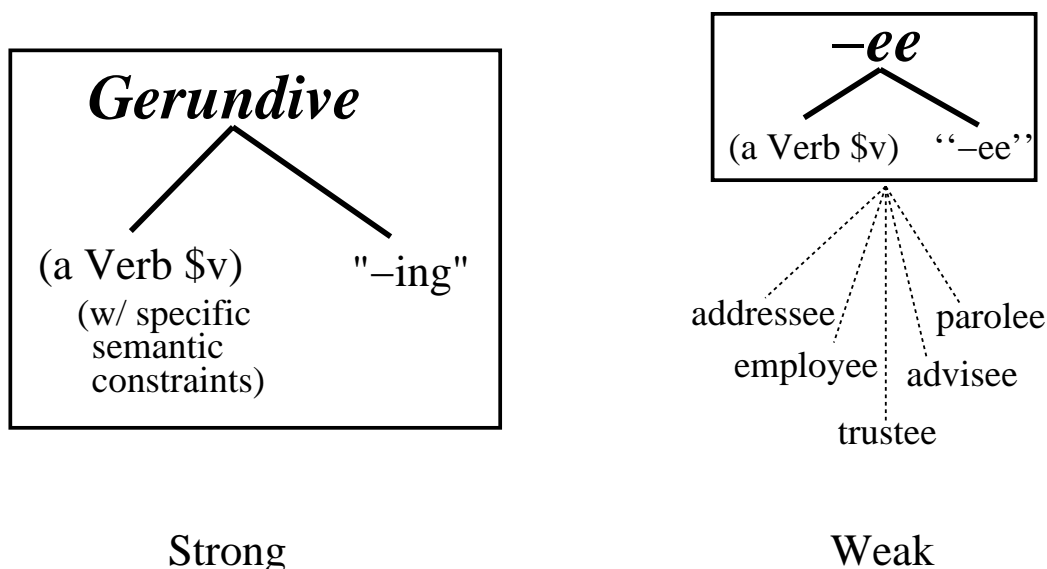 Gerundive
(a Verb $v)
"–ing"
(w/ specific
semantic
constraints)
Strong
–ee
(a Verb $v) ‘‘–ee’’
addressee
parolee
employee
advisee
trustee
Weak